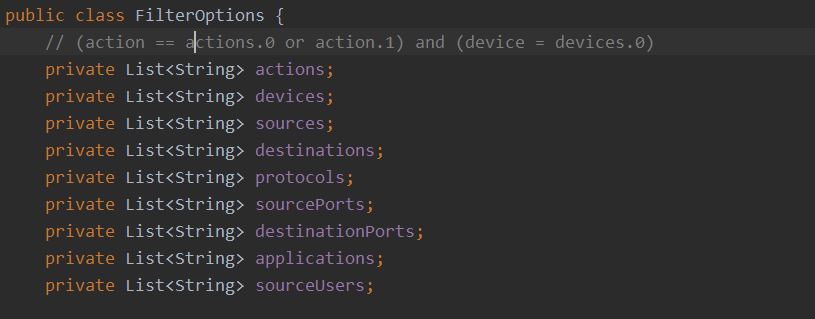 public class FilterOptions {
// (action == actions.0 or action.1) and (device = devices.0)
private List<String> actions;
private List<String> devices;
private List<String> sources;
private List<String> destinations;
private List<String> protocols;
private List<String> sourcePorts;
private List<String> destinationPorts;
private List<String> applications;
private List<String> sourceUsers;